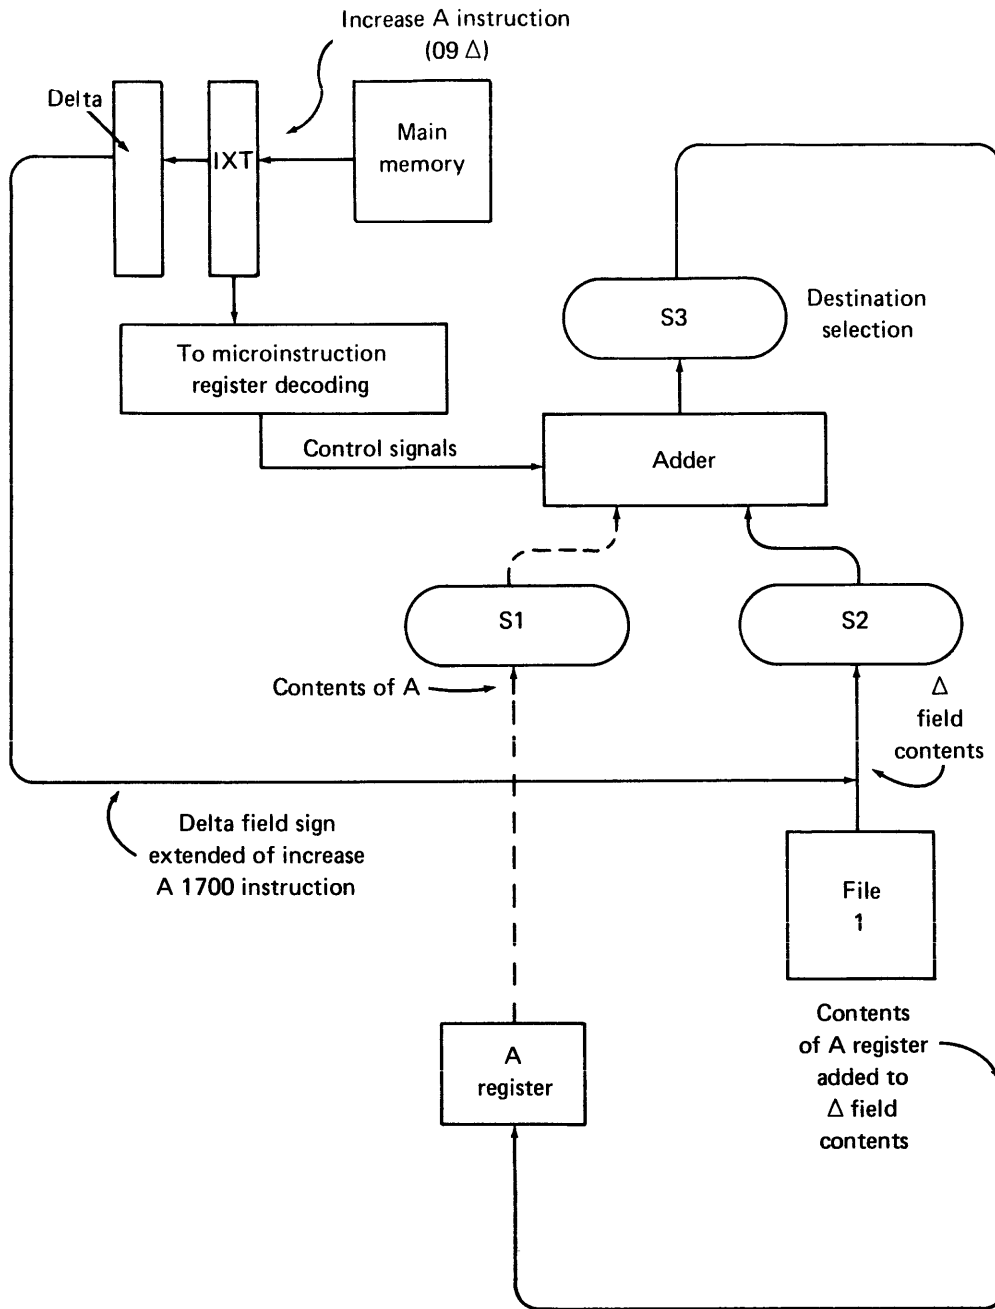 Increase A instruction
(09 Δ)
Delta
IXT
Main
memory
S3
Destination
selection
To microinstruction
register decoding
Control signals
Adder
S1
S2
Contents of A
Δ
field
contents
Delta field sign
extended of increase
A 1700 instruction
File
1
Contents
of A register
added to
Δ field
contents
A
register